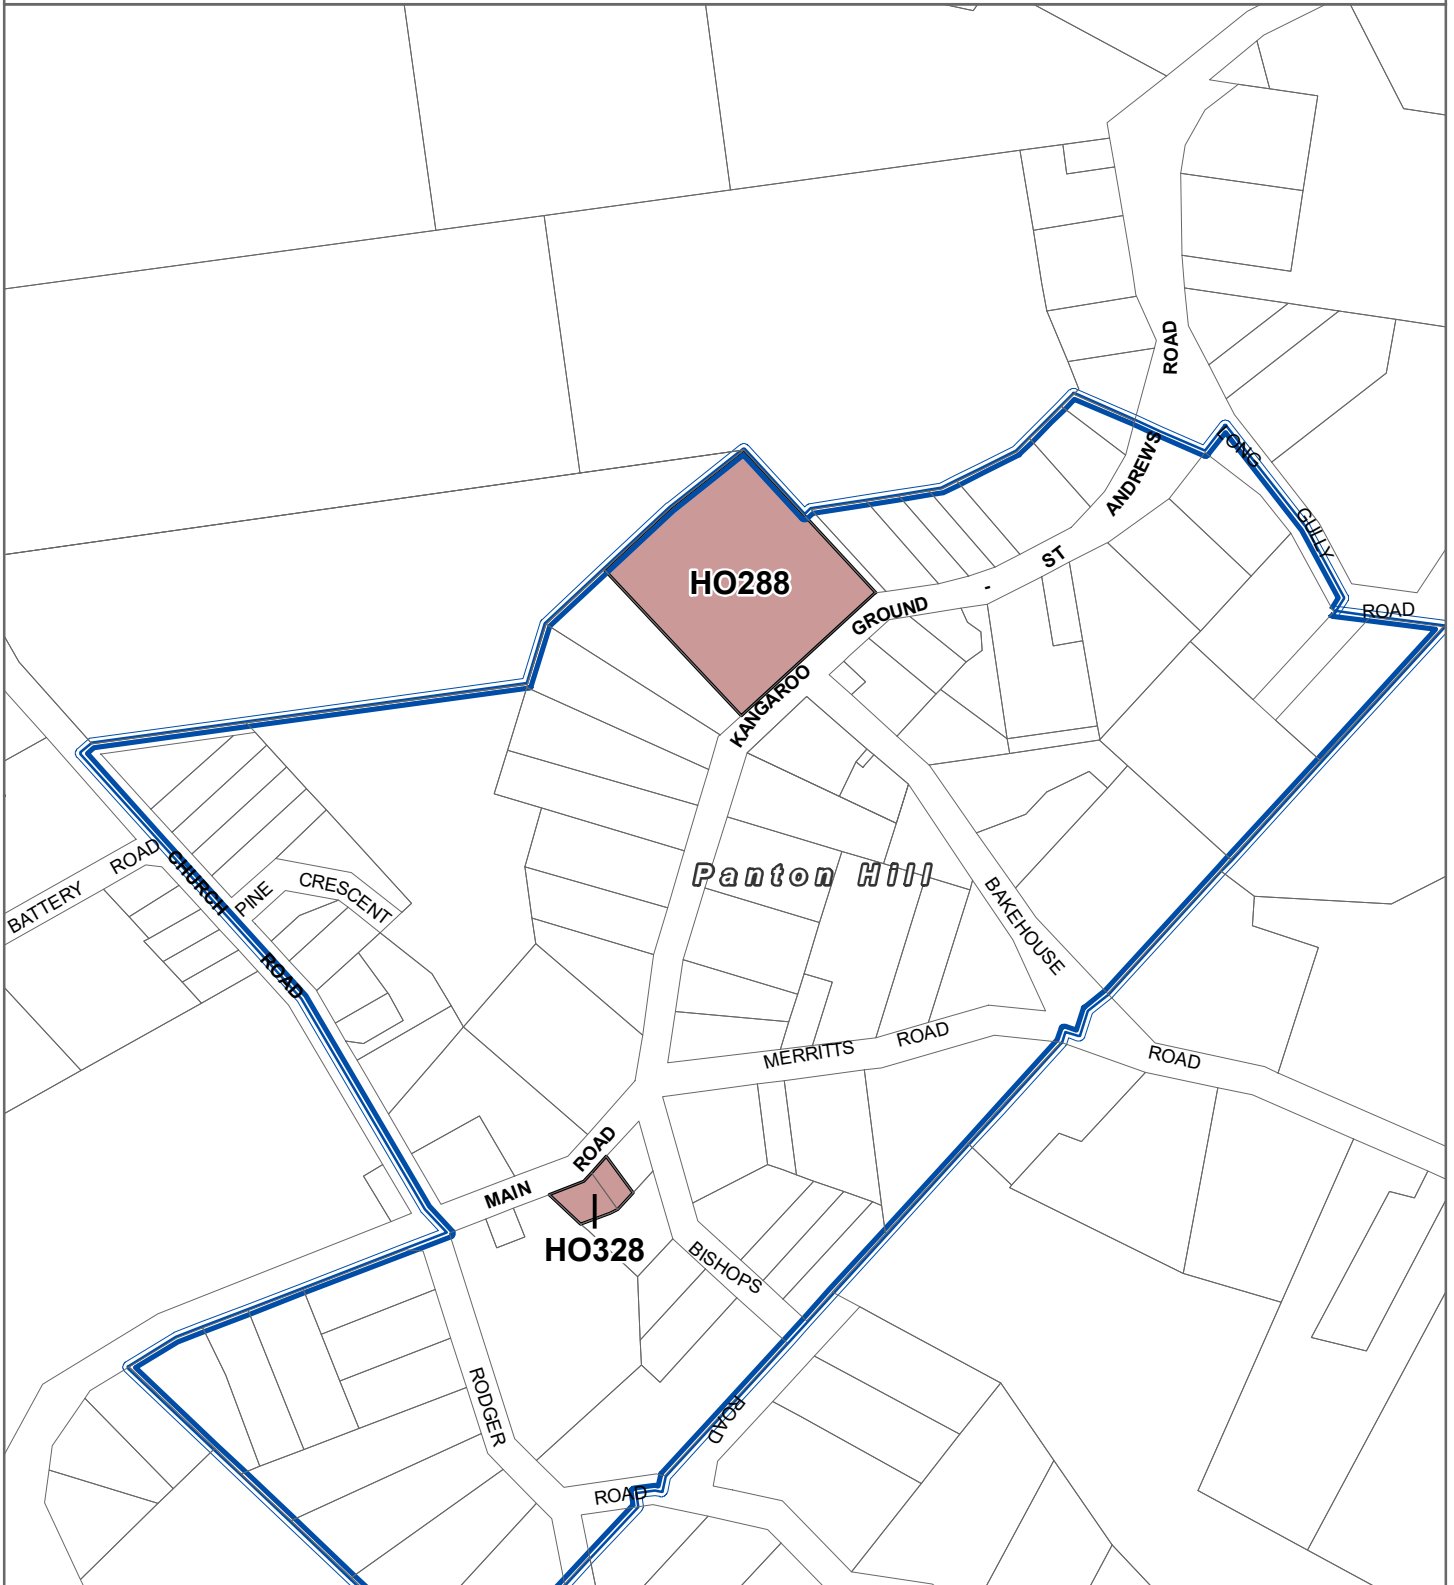 ROAD
ANDREWS
LONG
GULLY
ROAD
ST
-
GROUND
KANGAROO
HO288
BATTERY ROAD
CHURCH
ROAD
PINE
CRESCENT
Panton Hill
BAKEHOUSE
ROAD
MERRITTS ROAD
MAIN ROAD
HO328
BISHOPS
ROAD
RODGER
ROAD